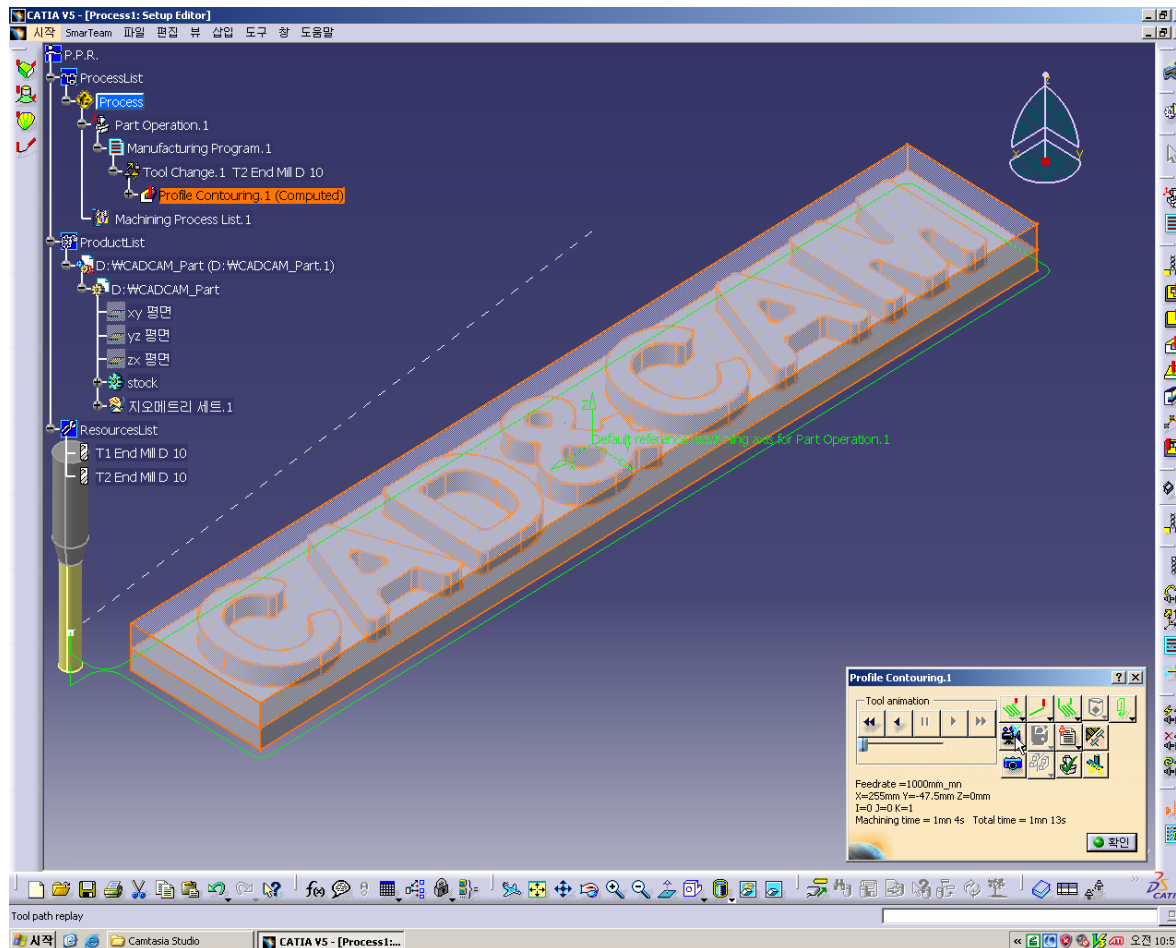 CATIA V5 - [Process1: Setup Editor]
시작 SmarTeam 파일 편집 뷰 삽입 도구 창 도움말
P.P.R.
ProcessList
Process
Part Operation.1
Manufacturing Program.1
Tool Change.1 T2 End Mill D 10
Profile Contouring.1 (Computed)
Machining Process List.1
ProductList
D:₩CADCAM_Part (D:₩CADCAM_Part.1)
D:₩CADCAM_Part
xy 평면
yz 평면
zx 평면
stock
지오메트리 세트.1
ResourcesList
T1 End Mill D 10
T2 End Mill D 10
CAD&CAM
Z
Default reference machining axis for Part Operation.1
Profile Contouring.1
Tool animation
Feedrate =1000mm_mn
X=255mm Y=-47.5mm Z=0mm
I=0 J=0 K=1
Machining time = 1mn 4s Total time = 1mn 13s
확인
f(x)
CATIA
Tool path replay
시작
Camtasia Studio
CATIA V5 - [Process1:...
오전 10:5